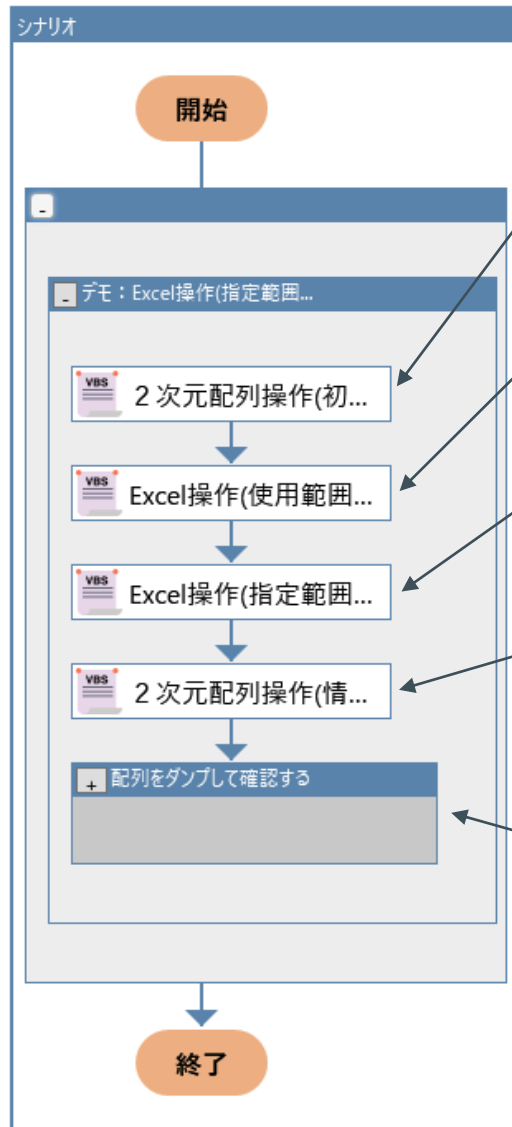 シナリオ
開始
-
- デモ：Excel操作(指定範囲...
VBS ２次元配列操作(初...
VBS Excel操作(使用範囲...
VBS Excel操作(指定範囲...
VBS ２次元配列操作(情...
+ 配列をダンプして確認する
終了